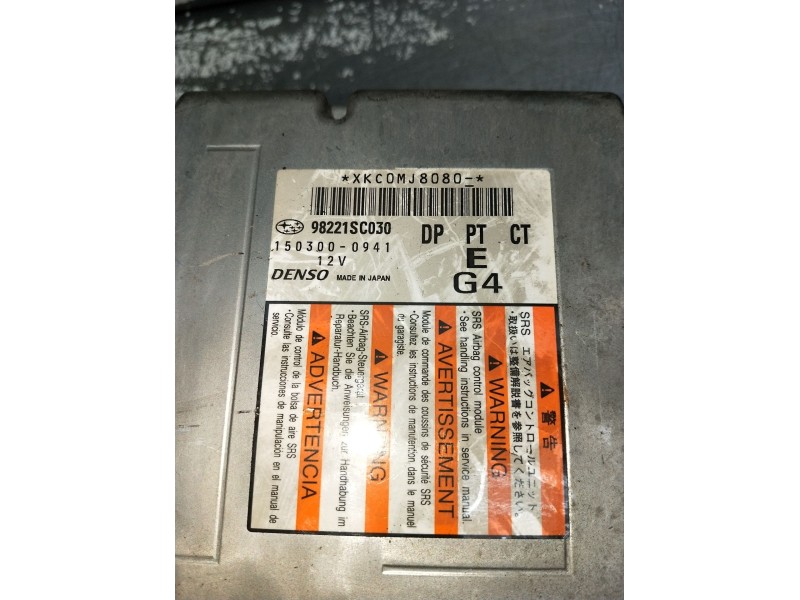 *XKC0MJ8080-*
98221SC030
DP PT CT
150300-0941
E
12V
DENSO MADE IN JAPAN
G4
警告
SRS エアバッグコントロールユニット
・取扱いは整備解説書を参照してください。
WARNING
SRS Airbag control module
• See handling instructions in service manual.
AVERTISSEMENT
Module de commande des coussins de sécurité SRS
• Consultez les instructions de manutention dans le manuel
du garagiste.
WARNING
SRS-Airbag-Steuergerät
• Beachten Sie die Anweisungen zur Handhabung im
Reparatur-Handbuch.
ADVERTENCIA
Módulo de control de la bolsa de aire SRS
• Consulte las instrucciones de manipulación en el manual de
servicio.